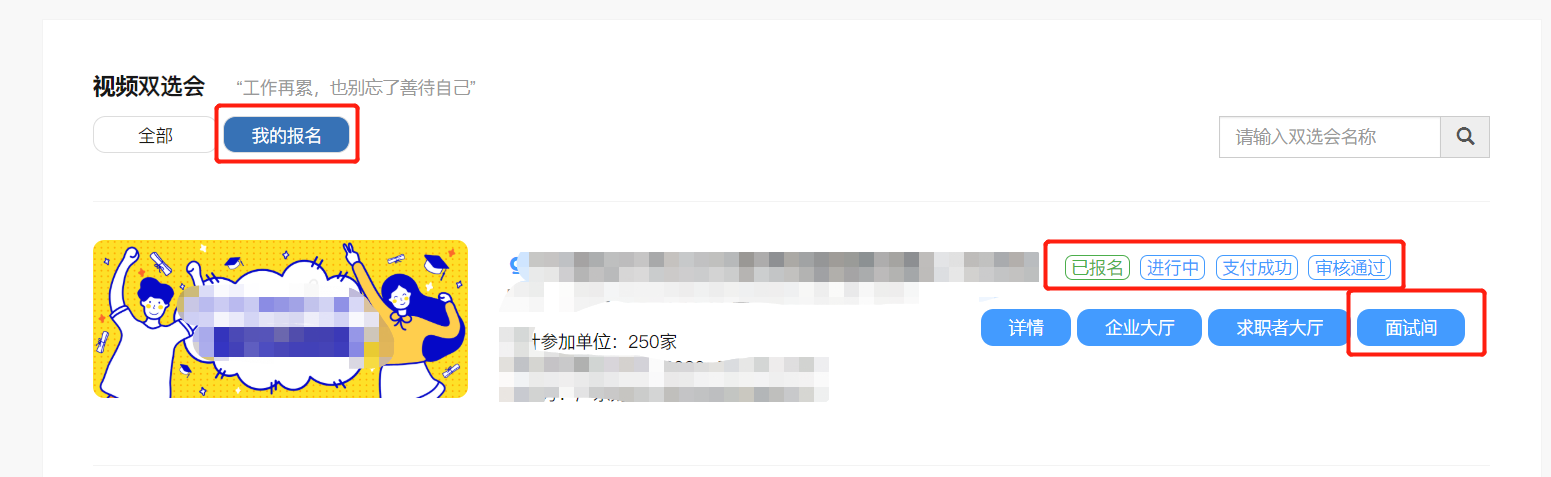 视频双选会 “工作再累，也别忘了善待自己”
全部 我的报名 请输入双选会名称
已报名 进行中 支付成功 审核通过
详情 企业大厅 求职者大厅 面试间
参加单位：250家